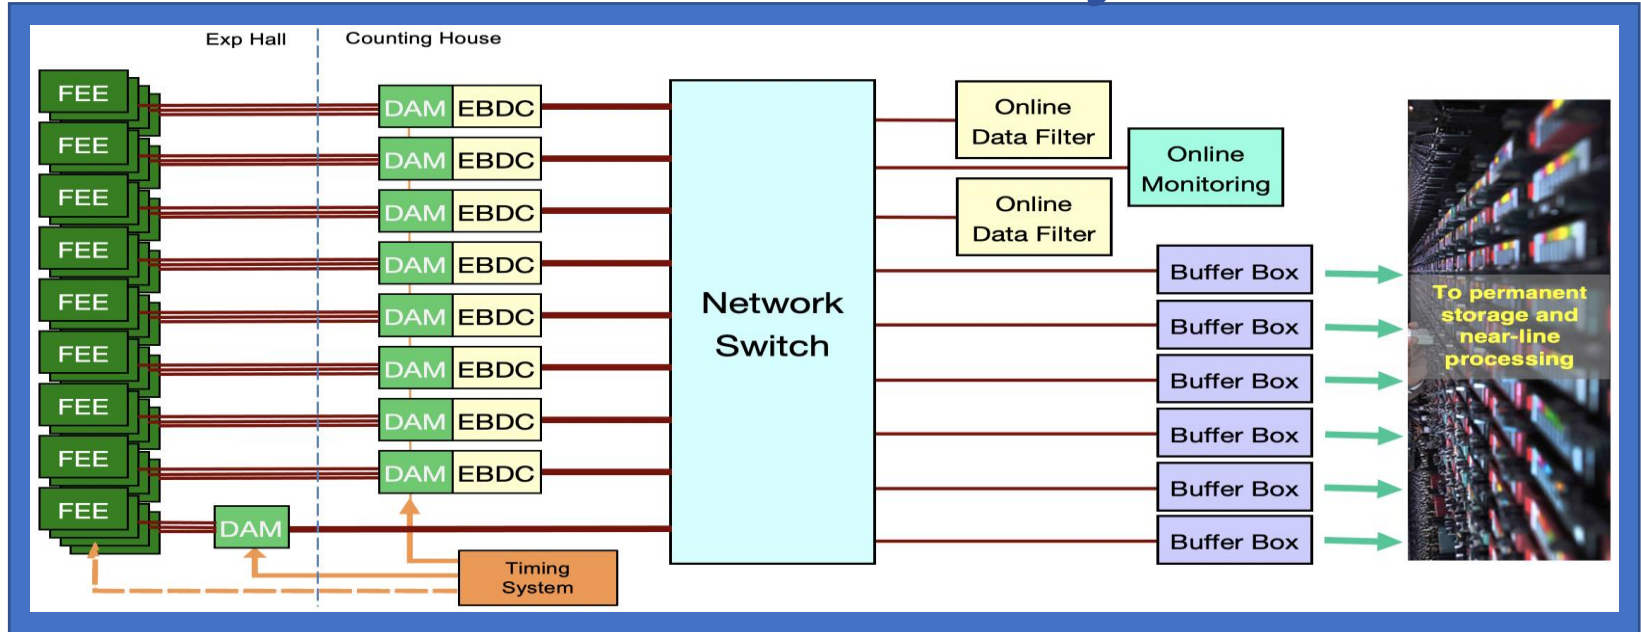 Exp Hall
Counting House
FEE
FEE
FEE
FEE
FEE
FEE
FEE
FEE
FEE
DAM EBDC
DAM EBDC
DAM EBDC
DAM EBDC
DAM EBDC
DAM EBDC
DAM EBDC
DAM EBDC
DAM
Timing
System
Network
Switch
Online
Data Filter
Online
Monitoring
Online
Data Filter
Buffer Box
Buffer Box
Buffer Box
Buffer Box
Buffer Box
Buffer Box
To permanent
storage and
near-line
processing